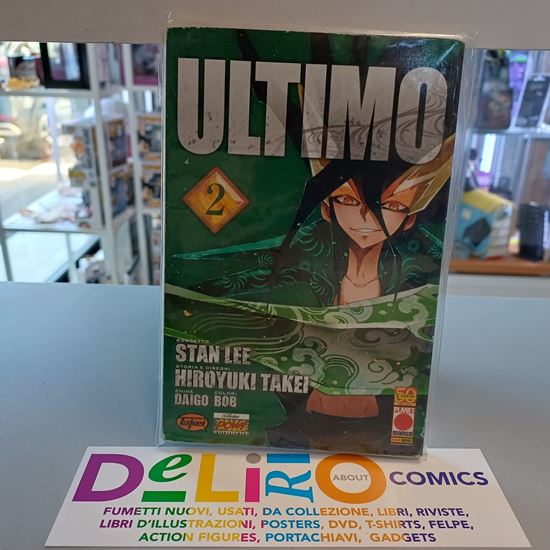 ULTIMO
2
SOGGETTO
STAN LEE
STORIA E DISEGNI
HIROYUKI TAKEI
CHINE COLORI
DAIGO BOB
50
PLANET
manga
DeLiRiO ABOUT COMICS
FUMETTI NUOVI, USATI, DA COLLEZIONE, LIBRI, RIVISTE,
LIBRI D'ILLUSTRAZIONI, POSTERS, DVD, T-SHIRTS, FELPE,
ACTION FIGURES, PORTACHIAVI, GADGETS